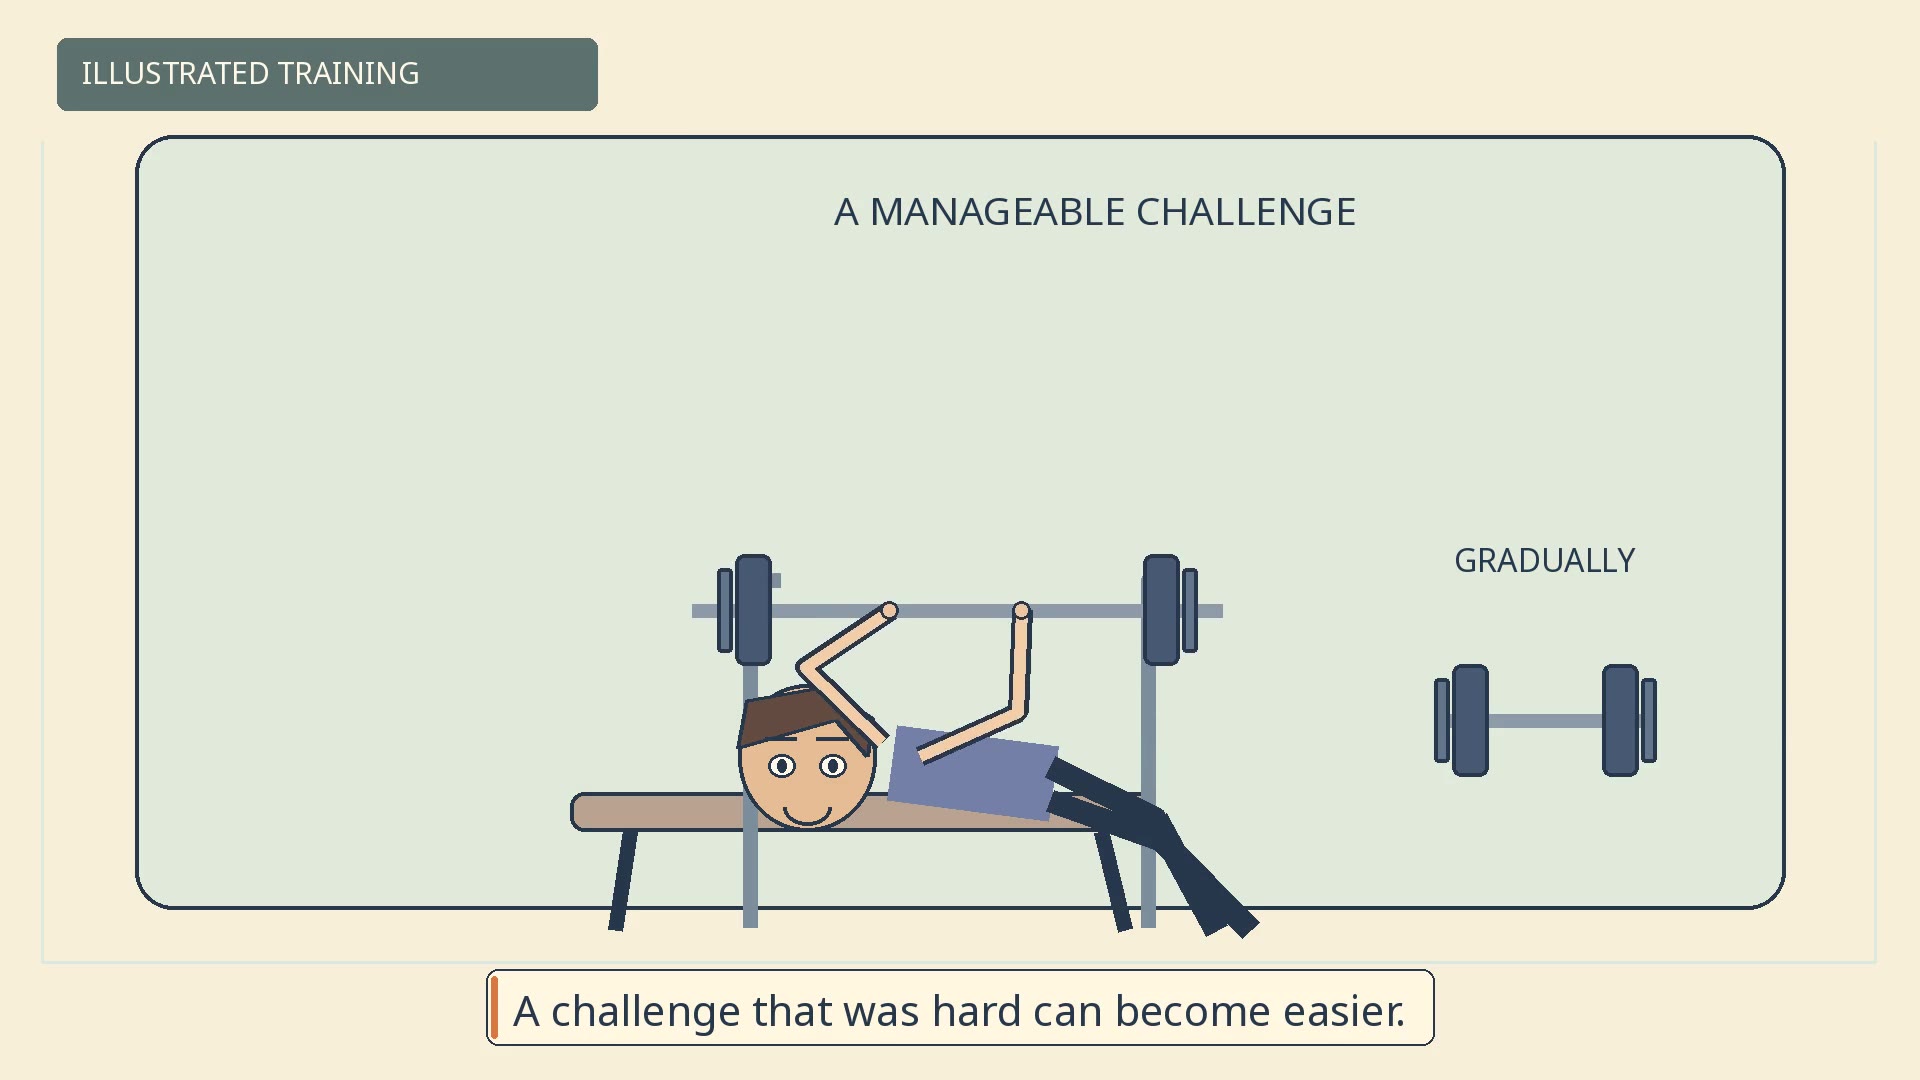 ILLUSTRATED TRAINING
A MANAGEABLE CHALLENGE
GRADUALLY
A challenge that was hard can become easier.